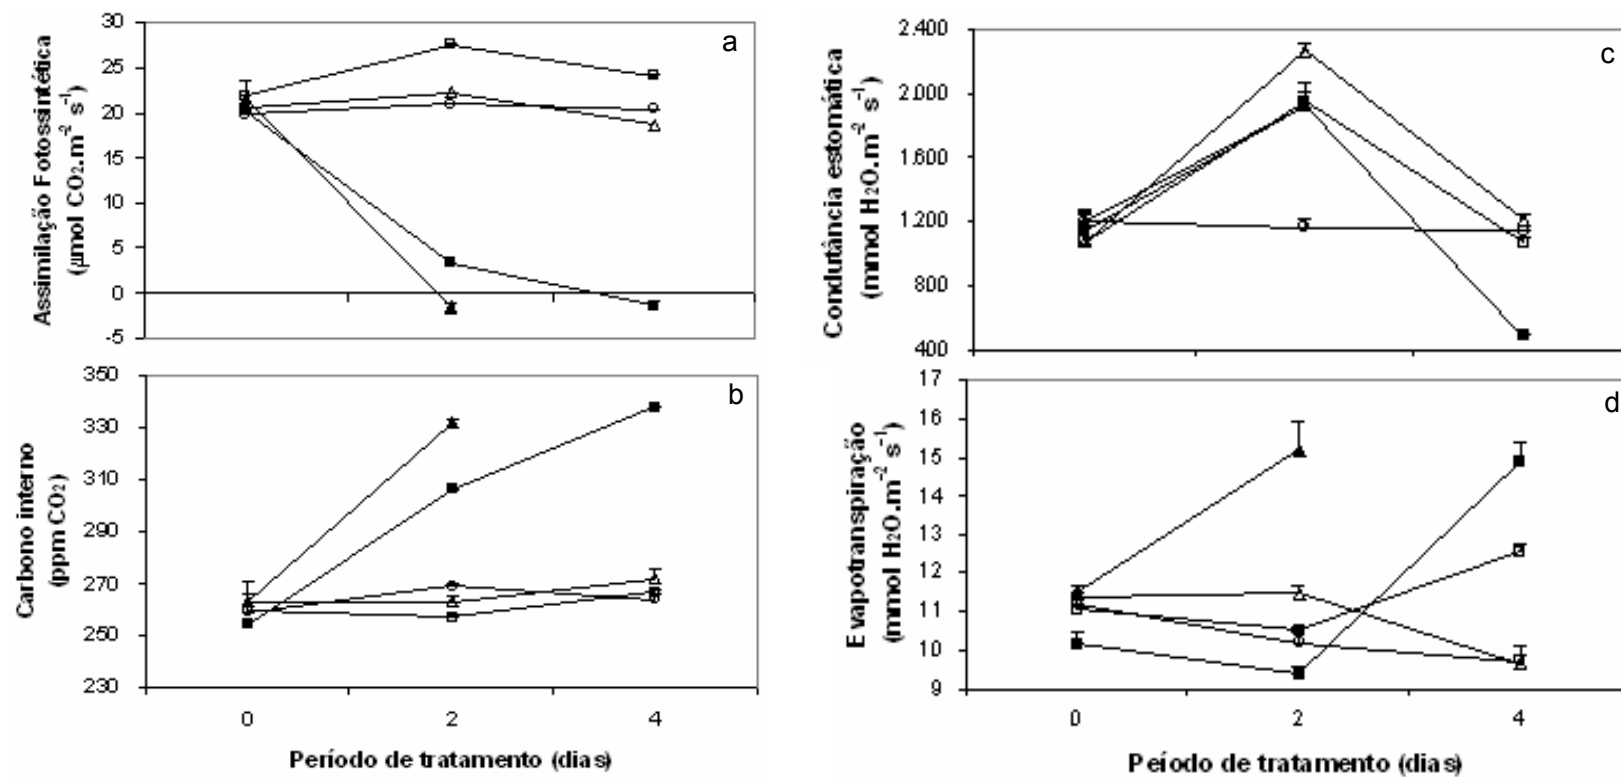 a
Assimilação Fotossintética
(µmol CO2.m-2 s-1)
30
25
20
15
10
5
0
-5
b
Carbono interno
(ppm CO2)
350
330
310
290
270
250
230
0
2
4
Período de tratamento (dias)
c
Condutância estomática
(mmol H2O.m-2 s-1)
2.400
2.000
1.600
1.200
800
400
d
Evapotranspiração
(mmol H2O.m-2 s-1)
17
16
15
14
13
12
11
10
9
0
2
4
Peíodo de tratamento (dias)